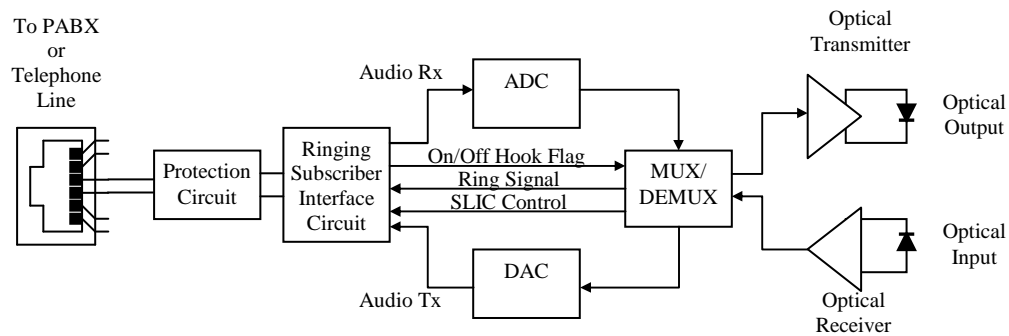 To PABX
or
Telephone
Line
Protection
Circuit
Ringing
Subscriber
Interface
Circuit
Audio Rx
ADC
On/Off Hook Flag
Ring Signal
SLIC Control
Audio Tx
DAC
MUX/
DEMUX
Optical
Transmitter
Optical
Output
Optical
Input
Optical
Receiver